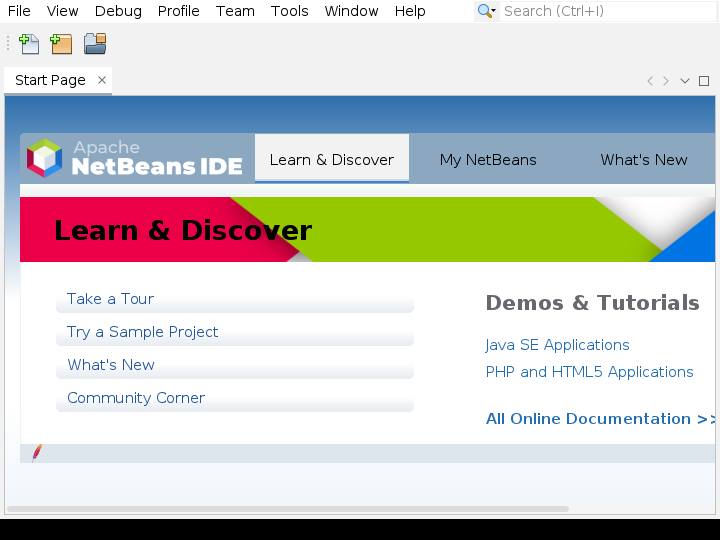 File View Debug Profile Team Tools Window Help Search (Ctrl+I)
Start Page
Apache
NetBeans IDE
Learn & Discover My NetBeans What's New
Learn & Discover
Take a Tour
Try a Sample Project
What's New
Community Corner
Demos & Tutorials
Java SE Applications
PHP and HTML5 Applications
All Online Documentation >>